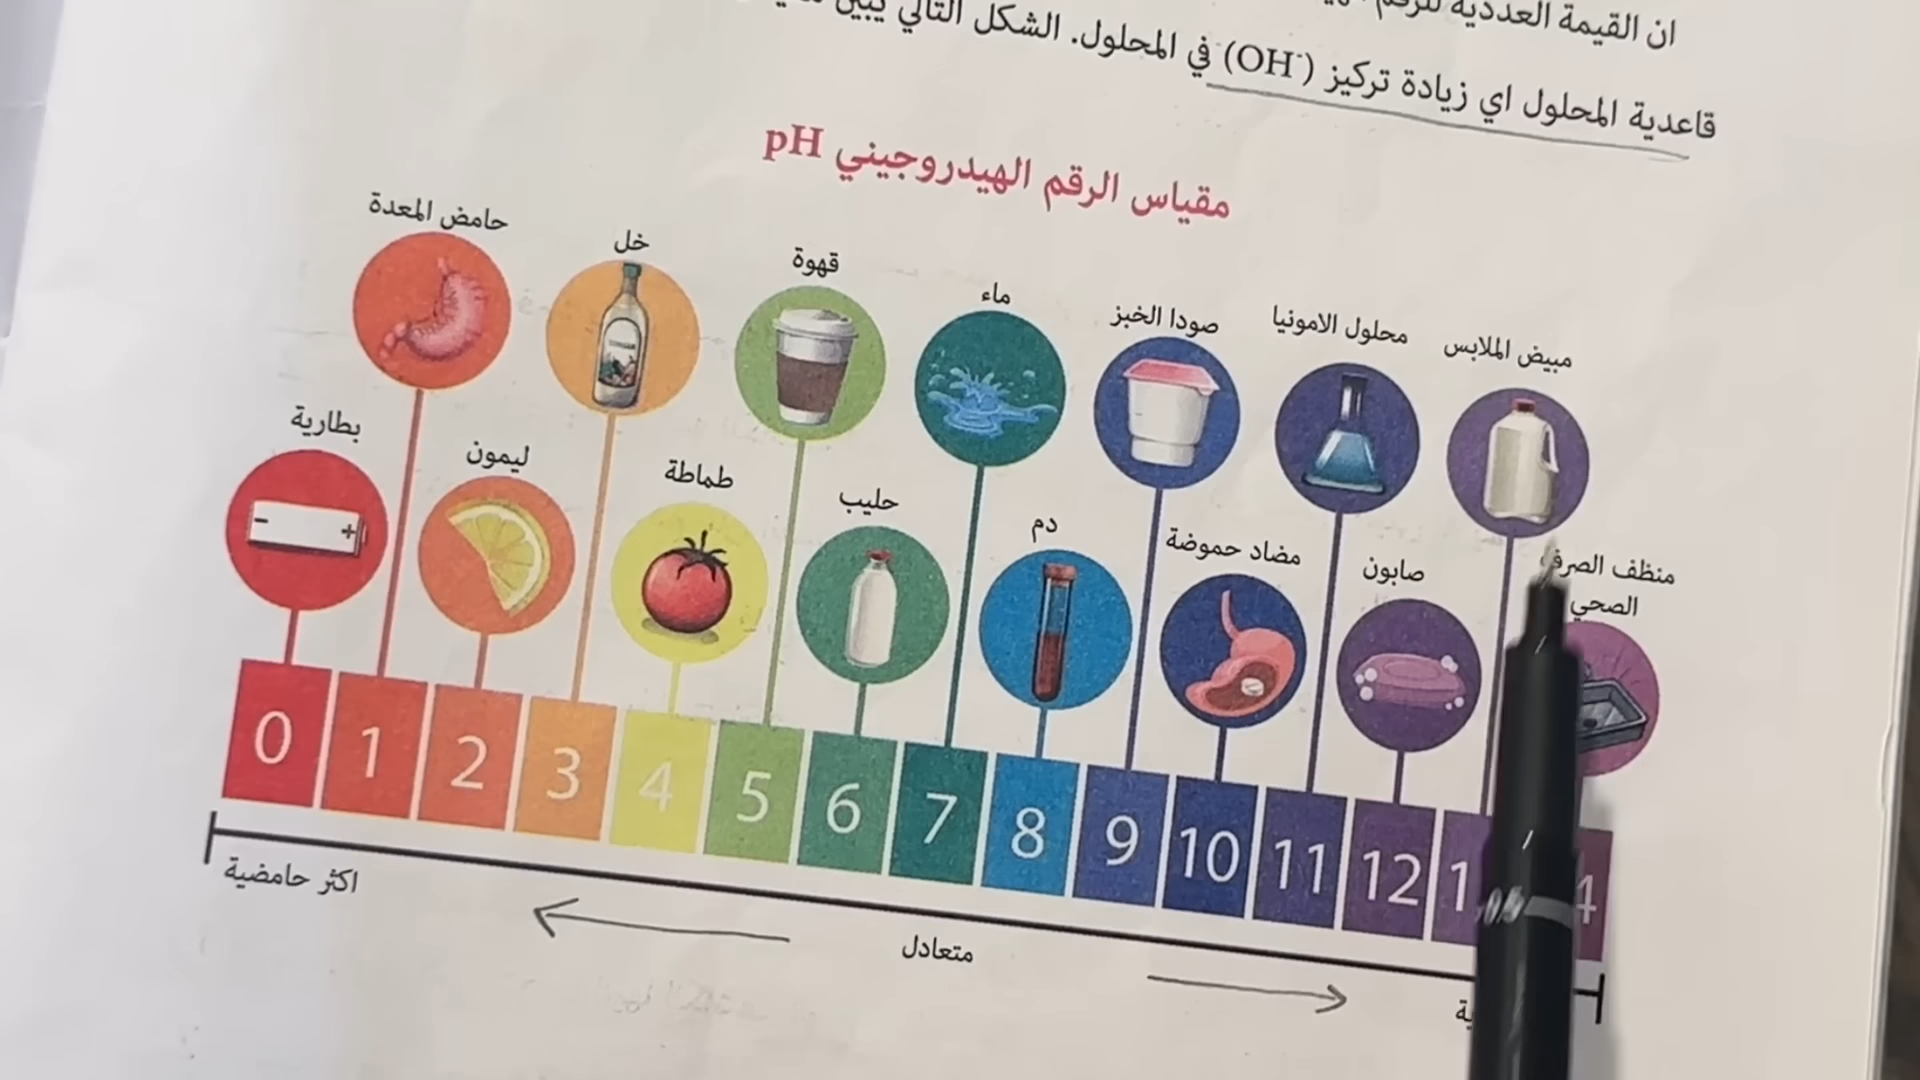 ان القيمة العددية للرقم
قاعدية المحلول اي زيادة تركيز (OH⁻) في المحلول. الشكل التالي يبين
مقياس الرقم الهيدروجيني pH
حامض المعدة
خل
قهوة
ماء
صودا الخبز
محلول الامونيا
مبيض الملابس
بطارية
ليمون
طماطة
حليب
دم
مضاد حموضة
صابون
منظف الصرف
الصحي
0 1 2 3 4 5 6 7 8 9 10 11 12
اكثر حامضية
متعادل